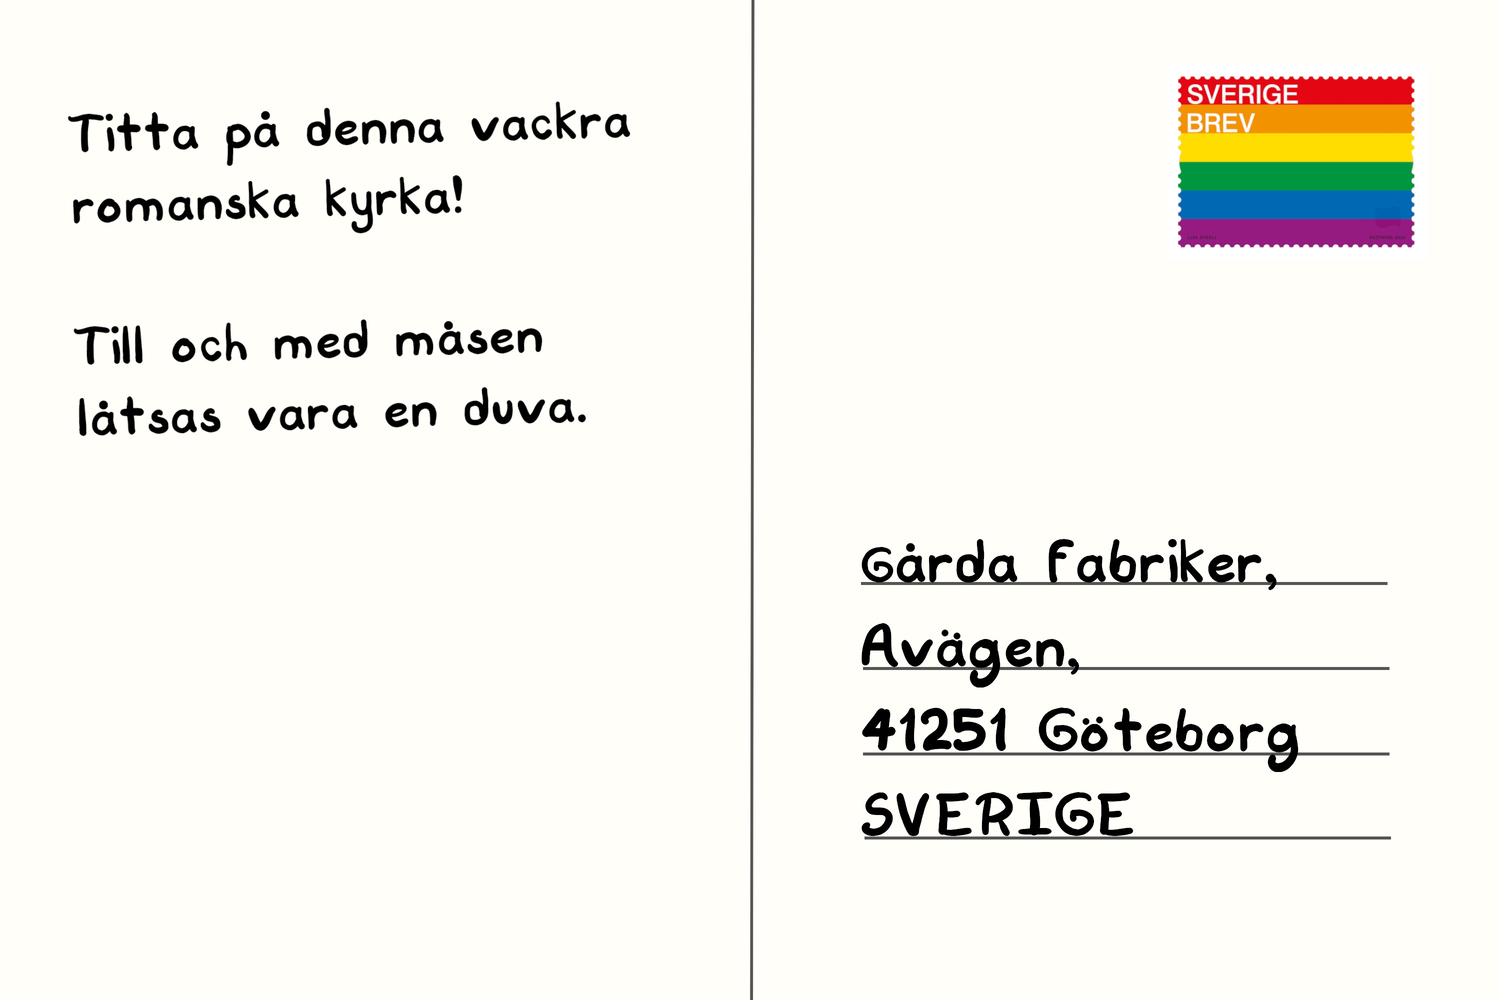 Titta på denna vackra
romanska kyrka!
Till och med måsen
låtsas vara en duva.
SVERIGE
BREV
Gårda Fabriker,
Avägen,
41251 Göteborg
SVERIGE